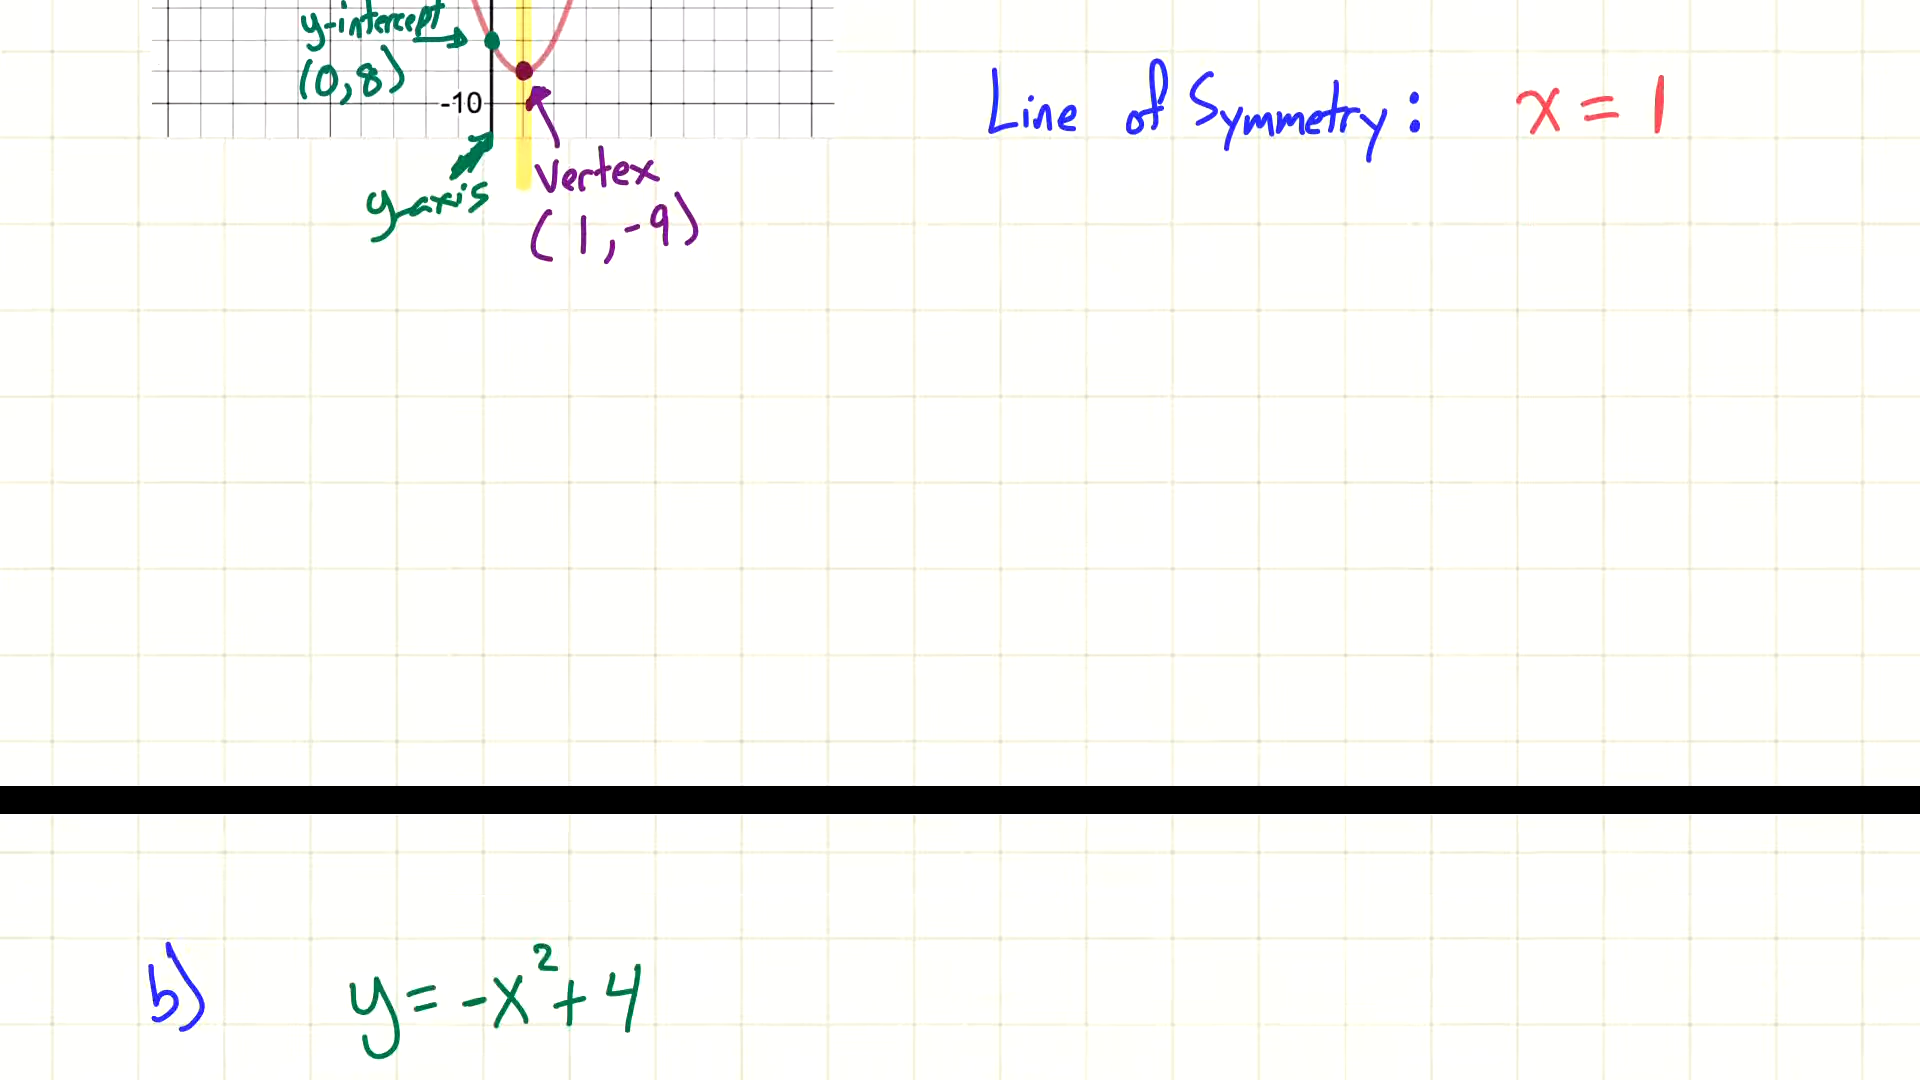 y-intercept
(0,8)
-10
Line of Symmetry: x = 1
Vertex
y-axis
(1,-9)
b) y = -x² + 4